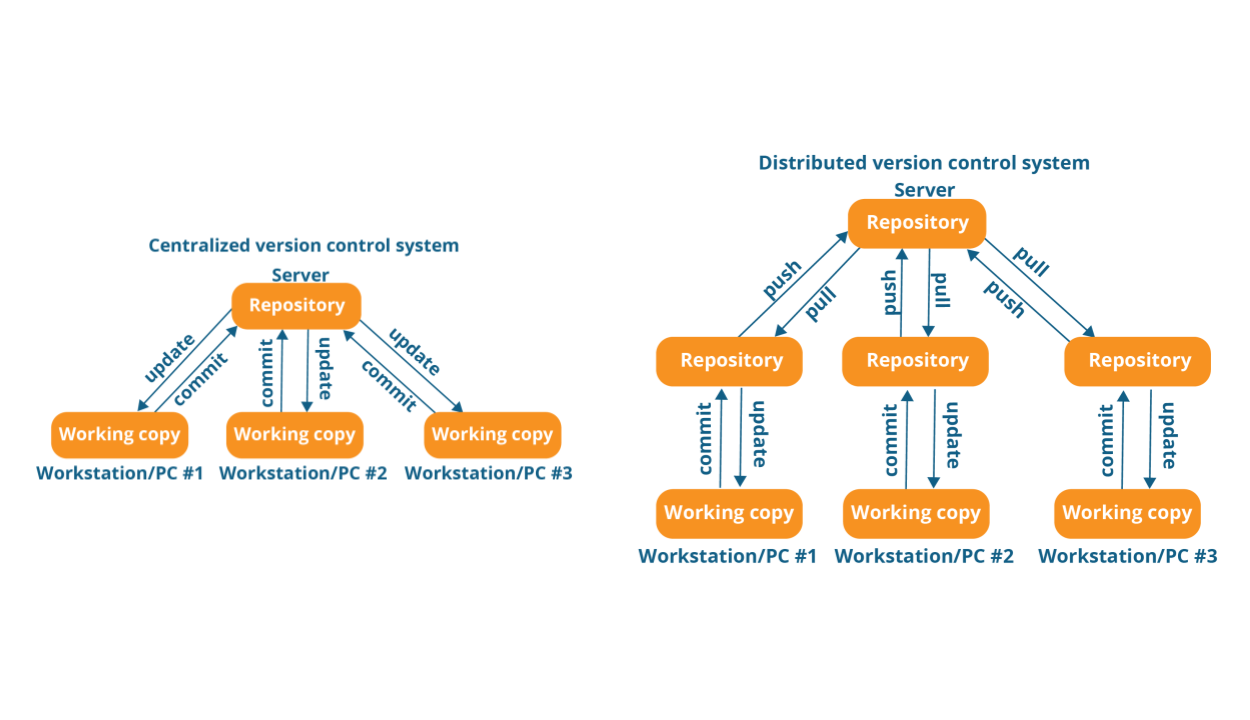 Centralized version control system
Server
Repository
update
commit
commit
update
update
commit
Working copy
Working copy
Working copy
Workstation/PC #1
Workstation/PC #2
Workstation/PC #3
Distributed version control system
Server
Repository
push
pull
push
pull
pull
push
Repository
Repository
Repository
commit
update
commit
update
commit
update
Working copy
Working copy
Working copy
Workstation/PC #1
Workstation/PC #2
Workstation/PC #3